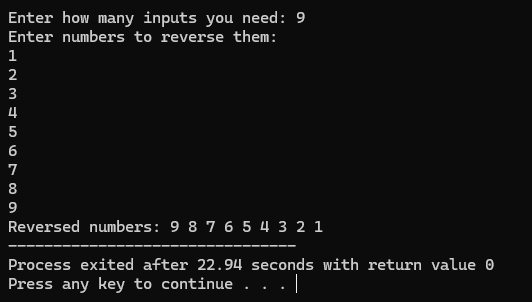 Enter how many inputs you need: 9
Enter numbers to reverse them:
1
2
3
4
5
6
7
8
9
Reversed numbers: 9 8 7 6 5 4 3 2 1
--------------------------------
Process exited after 22.94 seconds with return value 0
Press any key to continue . . .